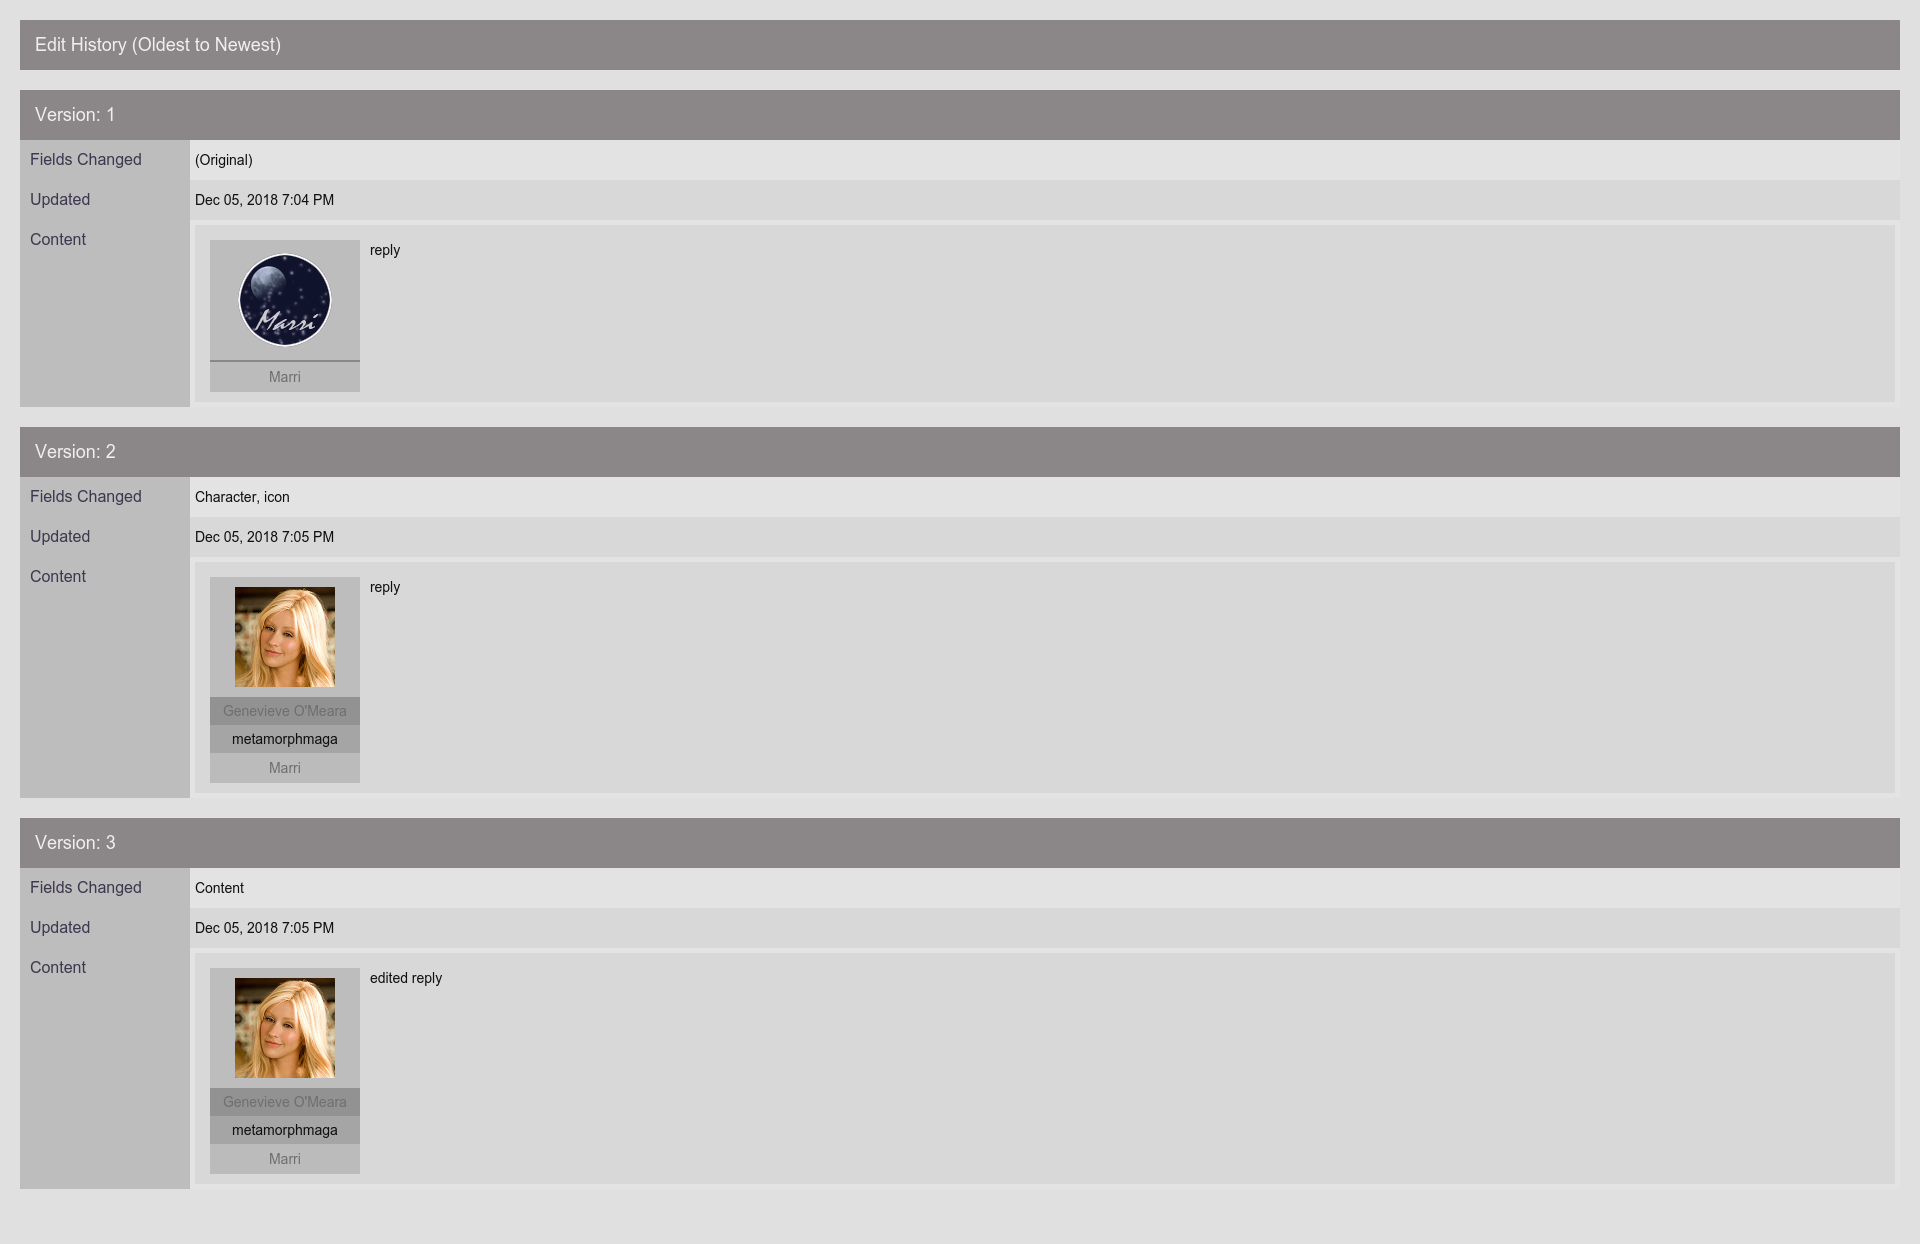 Edit History (Oldest to Newest)
Version: 1
Fields Changed
(Original)
Updated
Dec 05, 2018 7:04 PM
Content
Marri
reply
Marri
Version: 2
Fields Changed
Character, icon
Updated
Dec 05, 2018 7:05 PM
Content
reply
Genevieve O'Meara
metamorphmaga
Marri
Version: 3
Fields Changed
Content
Updated
Dec 05, 2018 7:05 PM
Content
edited reply
Genevieve O'Meara
metamorphmaga
Marri